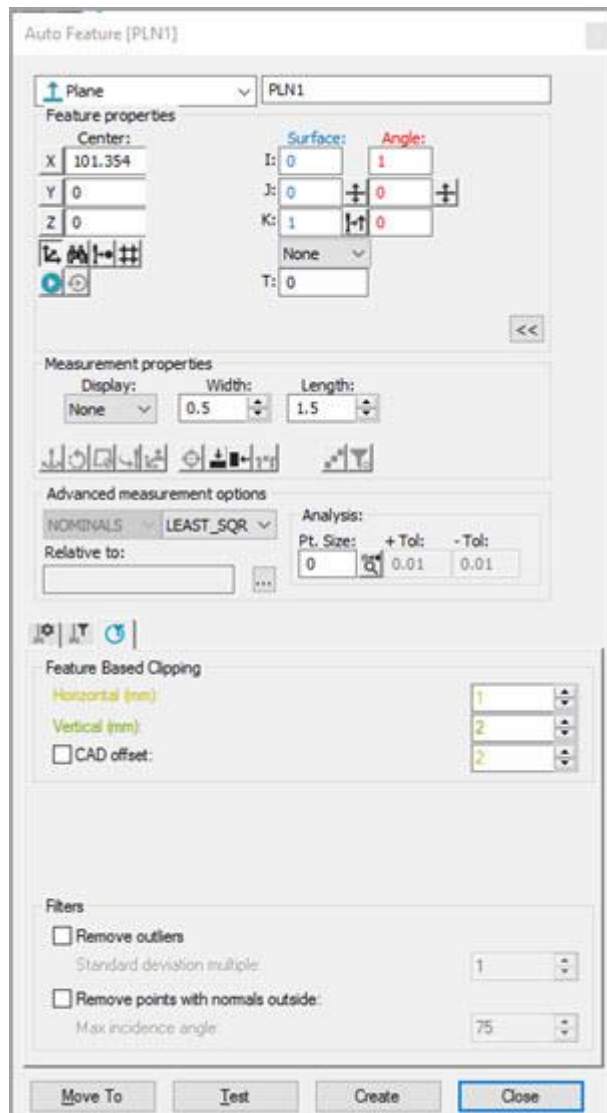 Auto Feature [PLN1]
Plane PLN1
Feature properties
Center: Surface: Angle:
X 101.354 I: 0 1
Y 0 J: 0 0
Z 0 K: 1 0
None
T: 0
<<
Measurement properties
Display: Width: Length:
None 0.5 1.5
Advanced measurement options
NOMINALS LEAST_SQR Analysis:
Pt. Size: + Tol: - Tol:
Relative to: 0 0.01 0.01
...
Feature Based Clipping
Horizontal (mm): 1
Vertical (mm): 2
CAD offset: 2
Filters
Remove outliers
Standard deviation multiple: 1
Remove points with normals outside:
Max incidence angle: 75
Move To Test Create Close